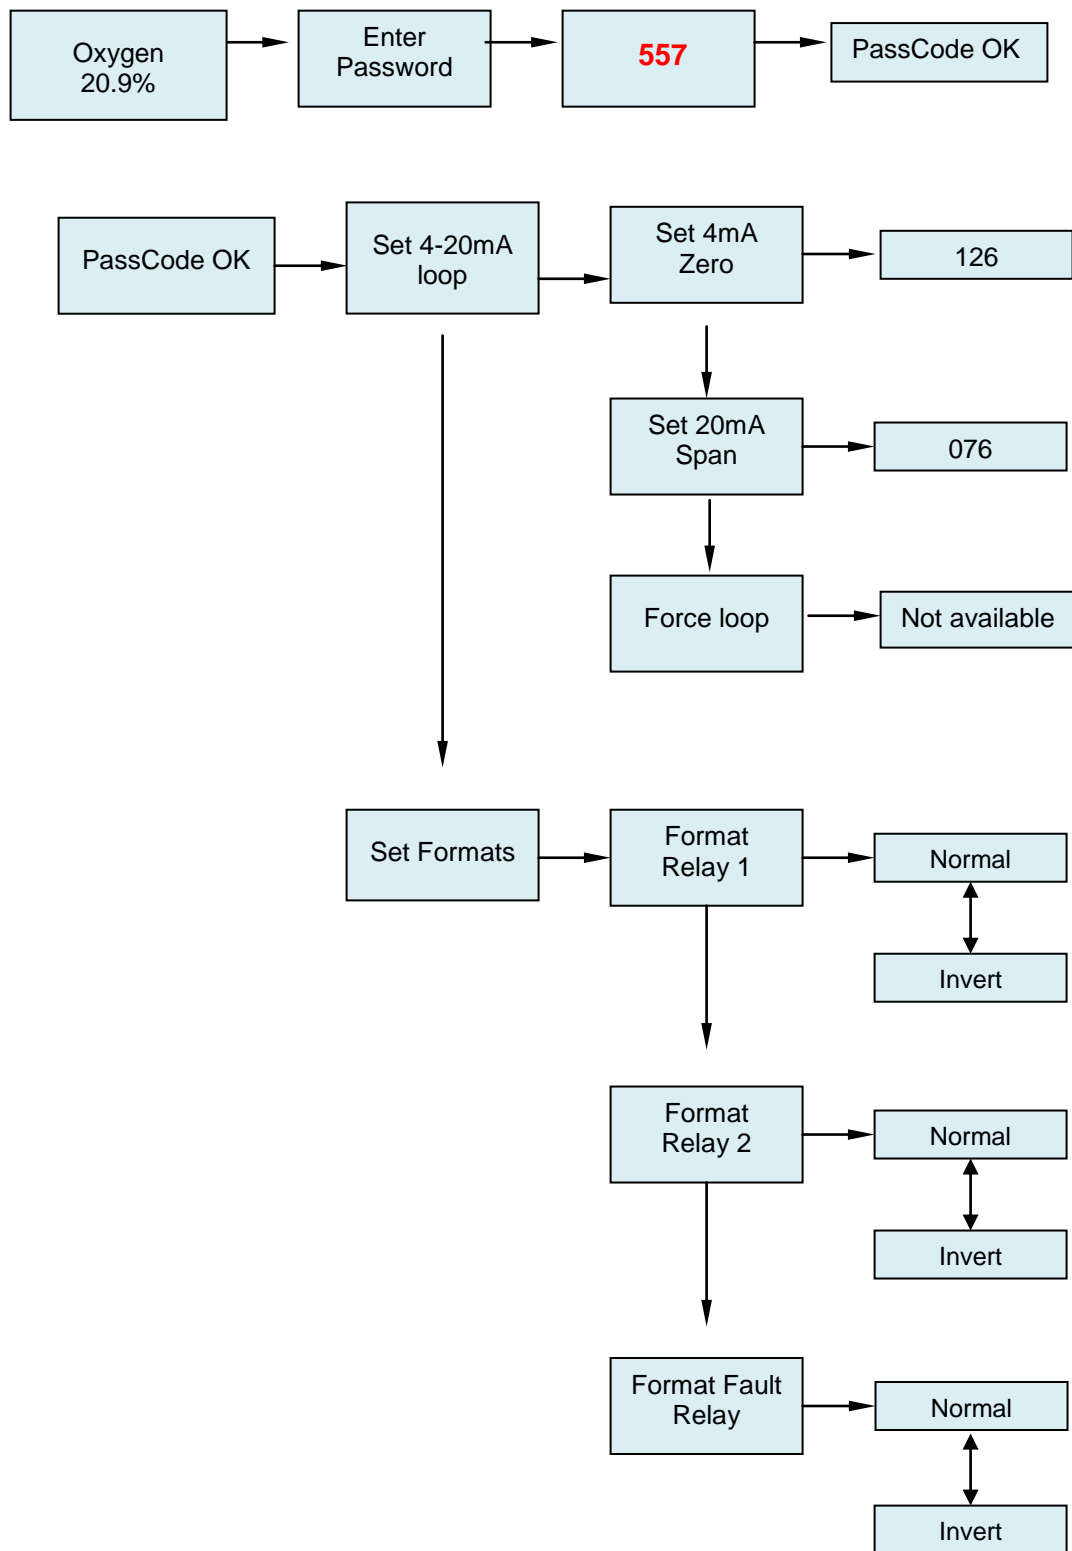 Oxygen
20.9%
Enter
Password
557
PassCode OK
PassCode OK
Set 4-20mA
loop
Set 4mA
Zero
126
Set 20mA
Span
076
Force loop
Not available
Set Formats
Format
Relay 1
Normal
Invert
Format
Relay 2
Normal
Invert
Format Fault
Relay
Normal
Invert